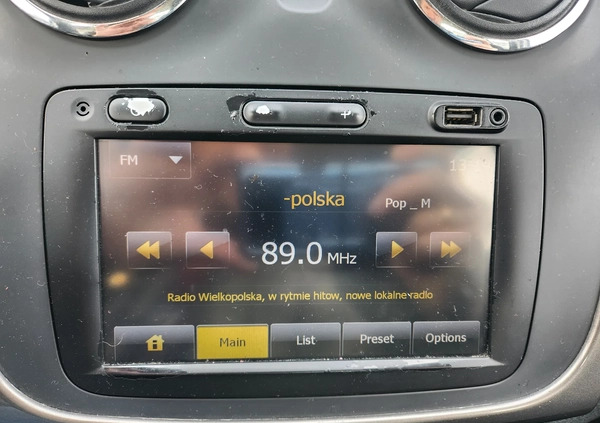 FM
-polska
Pop _ M
89.0 MHz
Radio Wielkopolska, w rytmie hitow, nowe lokalne radio
Main
List
Preset
Options